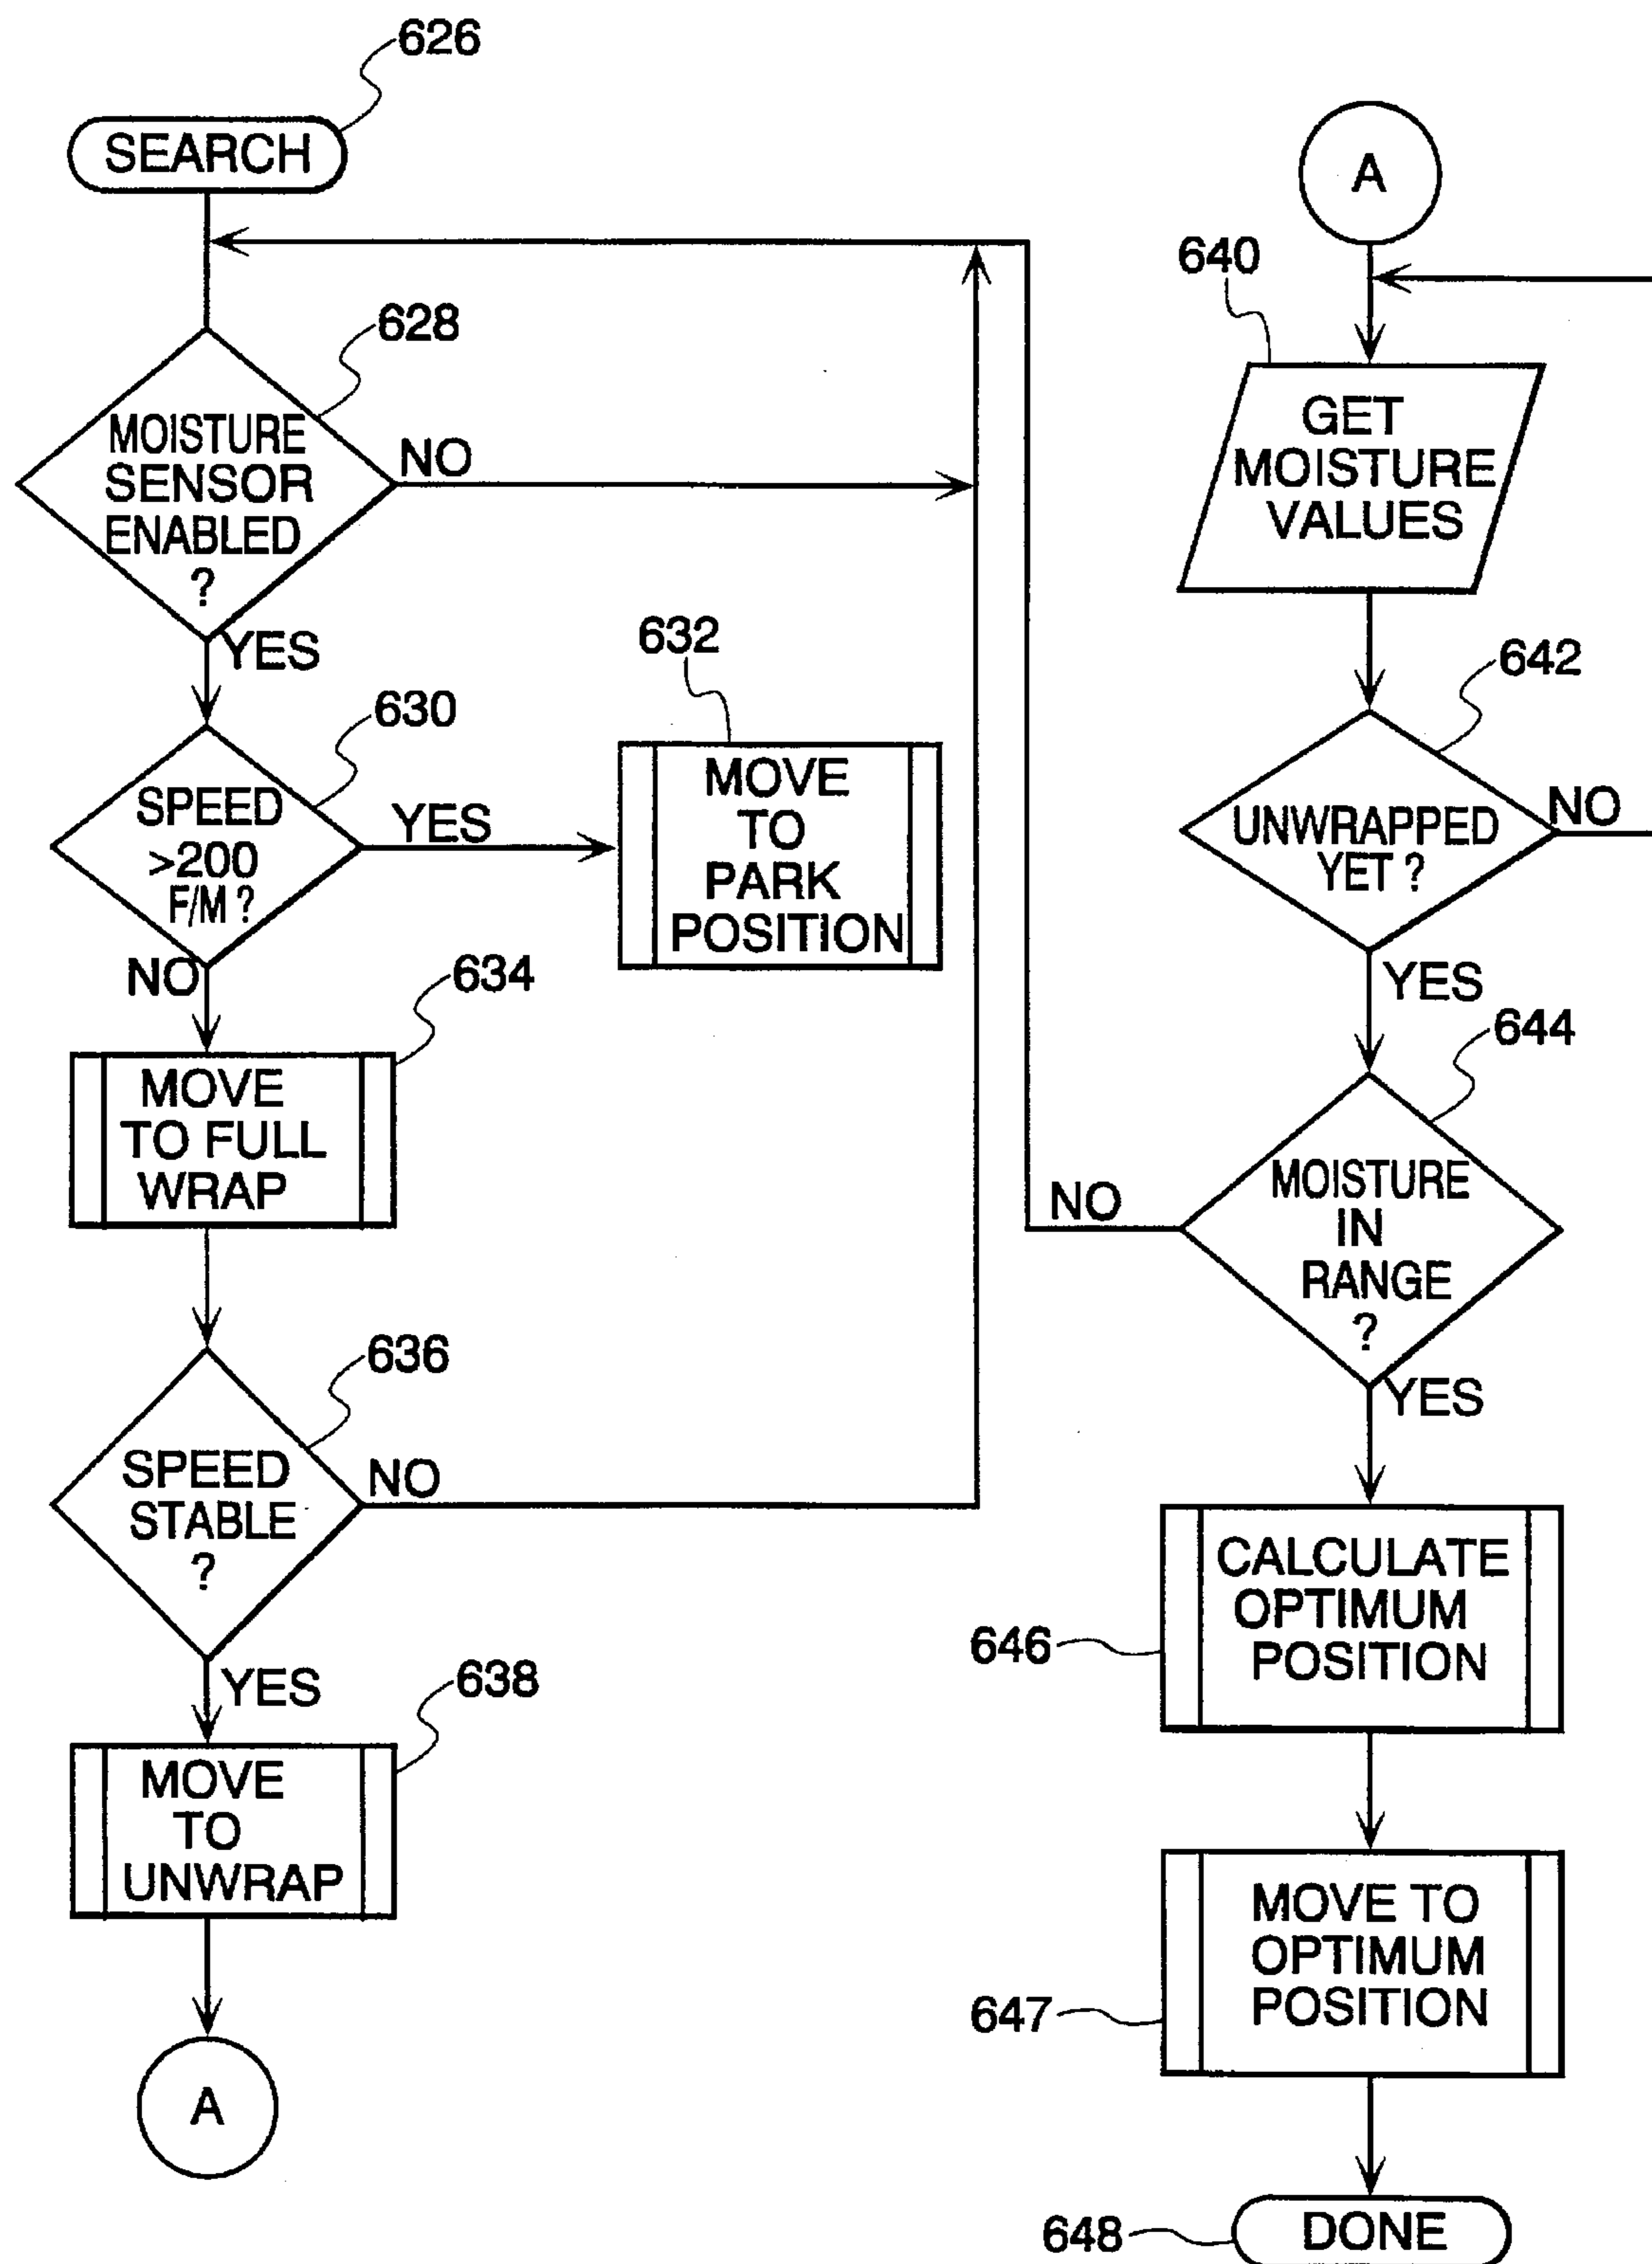 626
SEARCH
628
MOISTURE
SENSOR
ENABLED
?
NO
YES
630
SPEED
>200
F/M ?
YES
NO
632
MOVE
TO
PARK
POSITION
634
MOVE
TO FULL
WRAP
636
SPEED
STABLE
?
NO
YES
638
MOVE
TO
UNWRAP
A
A
640
GET
MOISTURE
VALUES
642
UNWRAPPED
YET ?
NO
YES
644
MOISTURE
IN
RANGE
?
NO
YES
646
CALCULATE
OPTIMUM
POSITION
647
MOVE TO
OPTIMUM
POSITION
648
DONE